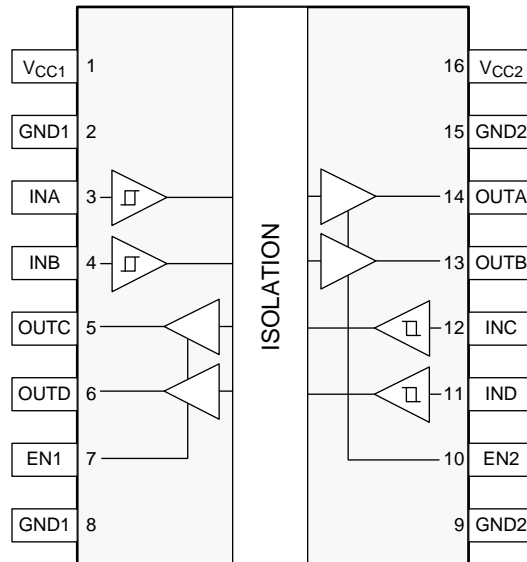 VCC1 1 16 VCC2
GND1 2 15 GND2
INA 3 14 OUTA
INB 4 13 OUTB
ISOLATION
OUTC 5 12 INC
OUTD 6 11 IND
EN1 7 10 EN2
GND1 8 9 GND2